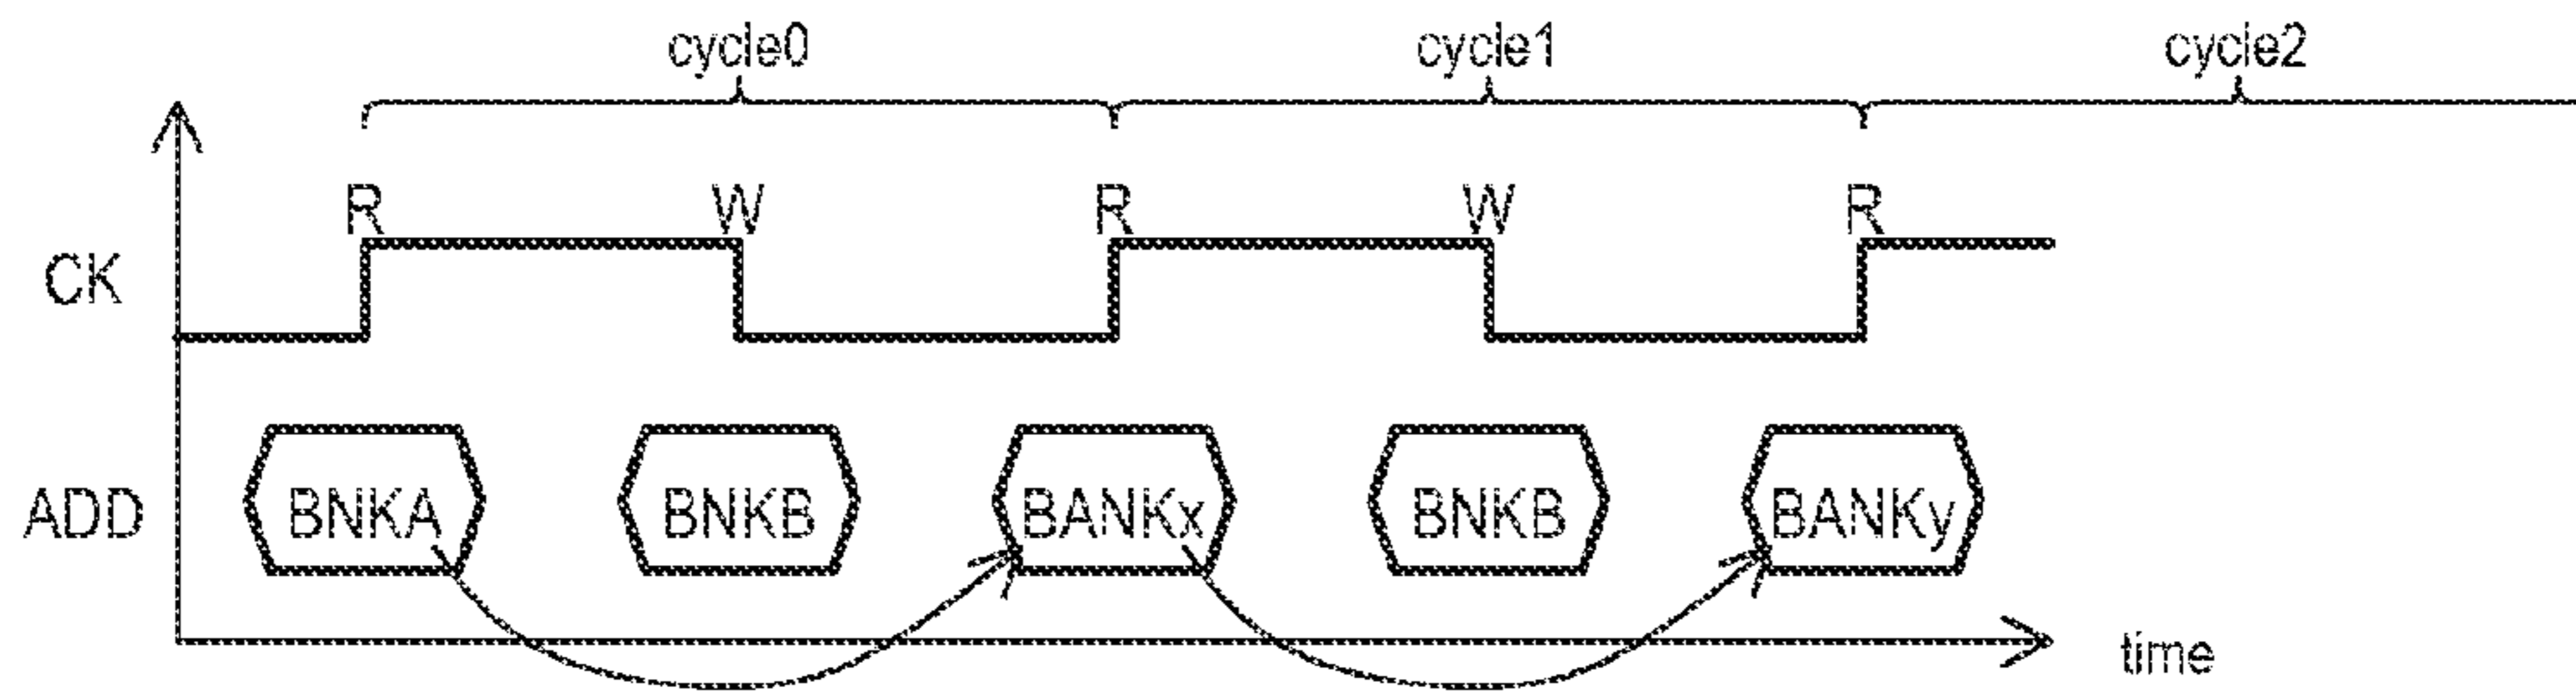 cycle0 cycle1 cycle2
R W R W R
CK
ADD BNKA BNKB BANKx BNKB BANKy
time